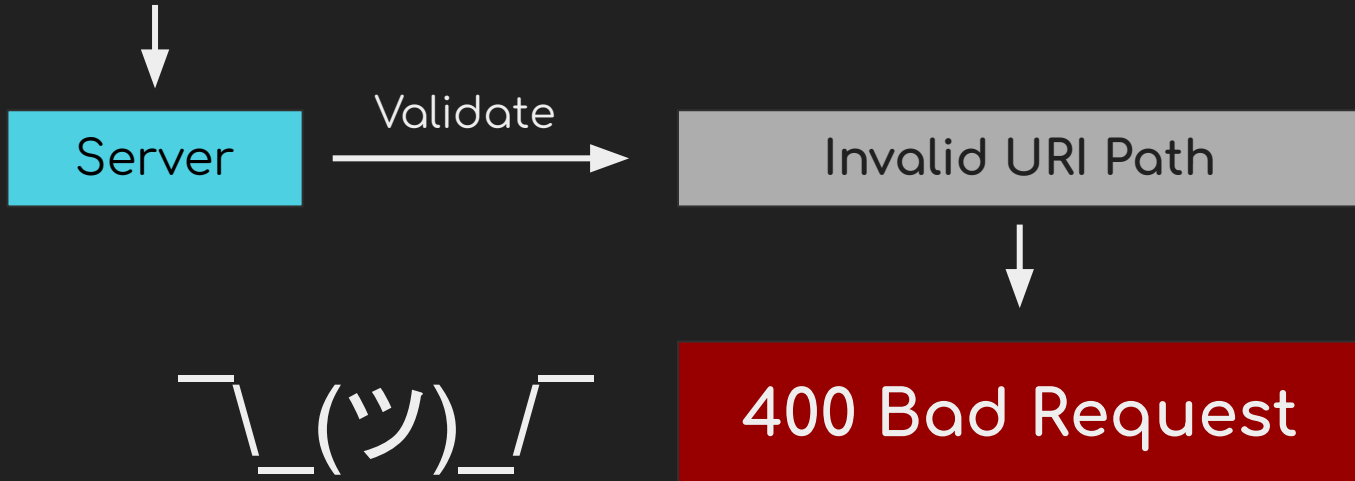 Validate
Server
Invalid URI Path
¯\_(ツ)_/¯
400 Bad Request